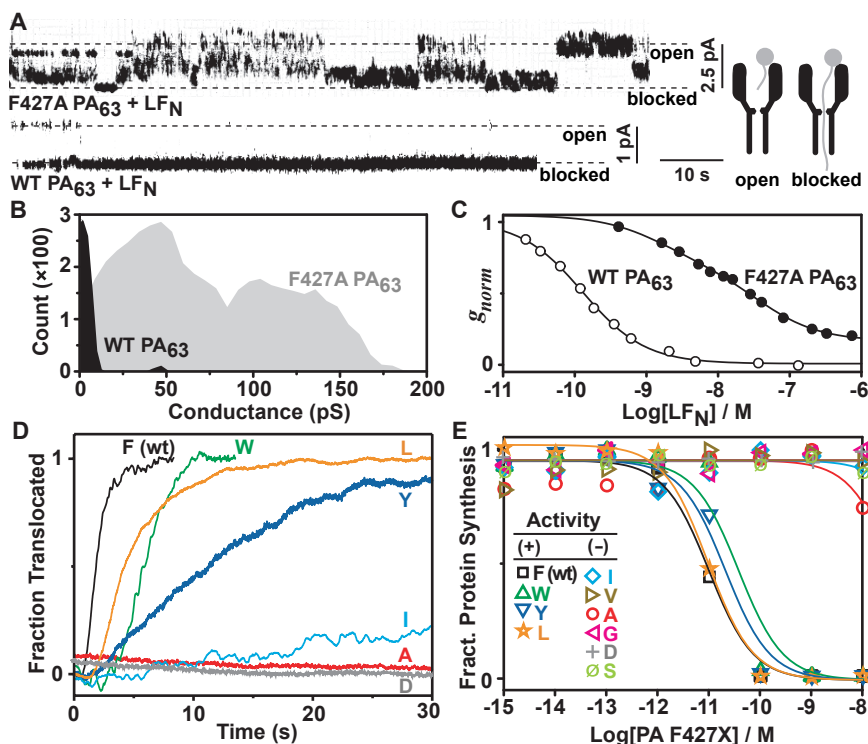 A
open
blocked
2.5 pA
F427A PA63 + LFN
open
blocked
1 pA
WT PA63 + LFN
10 s
open blocked
B
Count (×100)
3
2
1
0
F427A PA63
WT PA63
0 50 100 150 200
Conductance (pS)
C
gnorm
1
0
WT PA63
F427A PA63
-11 -10 -9 -8 -7 -6
Log[LFN] / M
D
Fraction Translocated
1
0
F (wt)
W
L
Y
I
A
D
0 10 20 30
Time (s)
E
Fract. Protein Synthesis
1
0
Activity
(+) (–)
F (wt) I
W V
Y A
L G
D
S
-15 -14 -13 -12 -11 -10 -9 -8
Log[PA F427X] / M